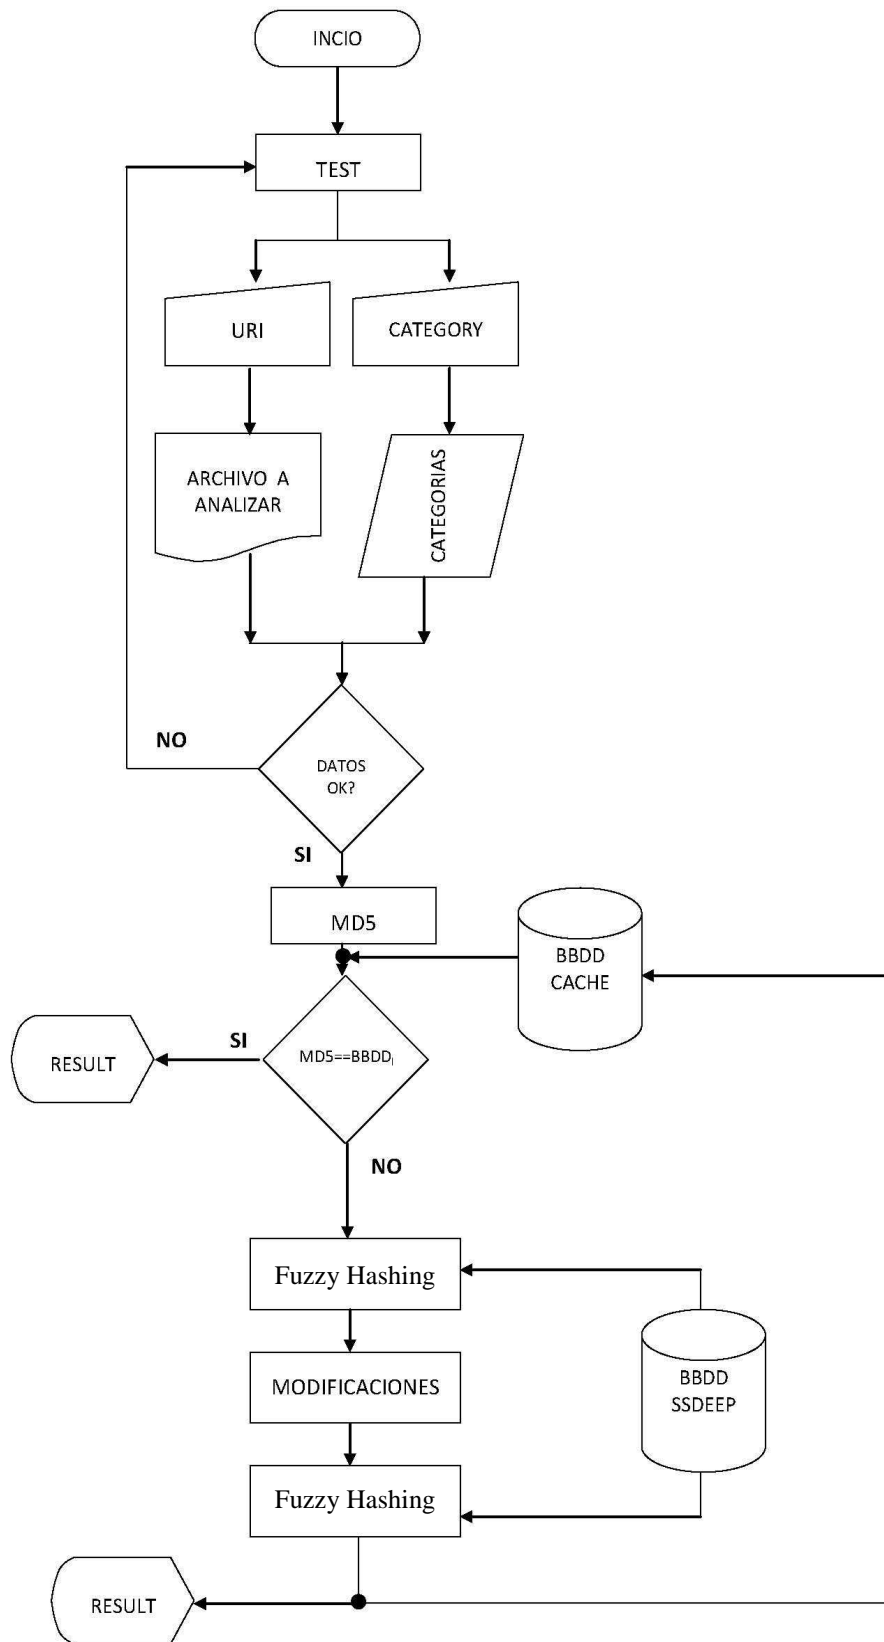 INCIO
TEST
URI
CATEGORY
ARCHIVO A
ANALIZAR
CATEGORIAS
NO
DATOS
OK?
SI
MD5
BBDD
CACHE
SI
MD5==BBDD¡
RESULT
NO
Fuzzy Hashing
MODIFICACIONES
BBDD
SSDEEP
Fuzzy Hashing
RESULT